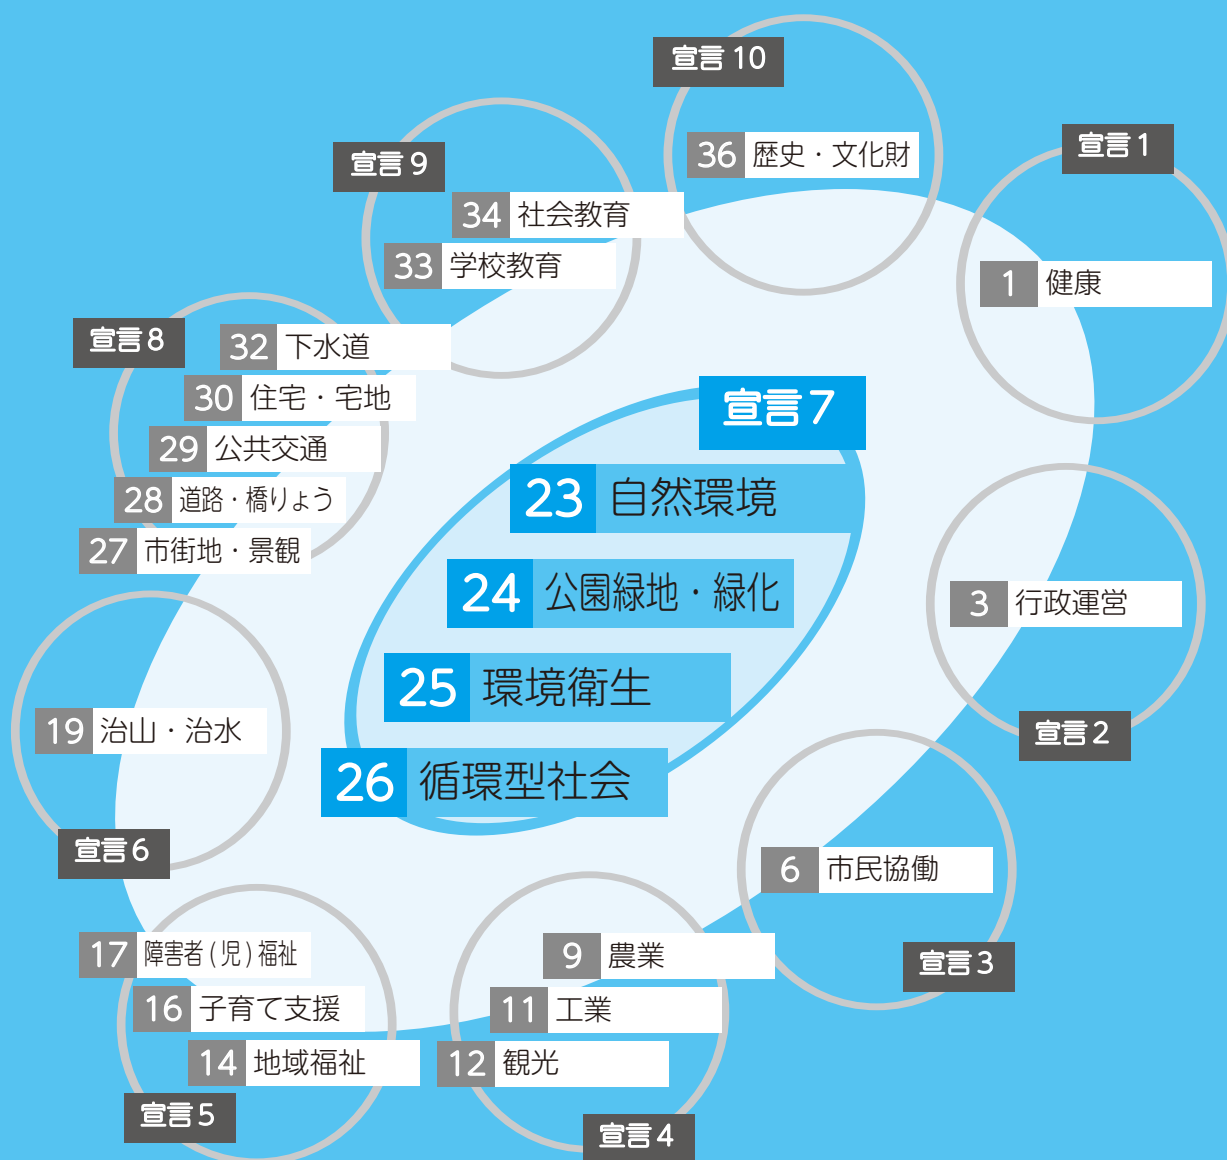 宣言 10
36 歴史・文化財
宣言 9
34 社会教育
33 学校教育
宣言 1
1 健康
宣言 8
32 下水道
30 住宅・宅地
29 公共交通
28 道路・橋りょう
27 市街地・景観
宣言 7
23 自然環境
24 公園緑地・緑化
25 環境衛生
26 循環型社会
3 行政運営
宣言 2
19 治山・治水
宣言 6
6 市民協働
宣言 3
17 障害者(児)福祉
16 子育て支援
14 地域福祉
宣言 5
9 農業
11 工業
12 観光
宣言 4